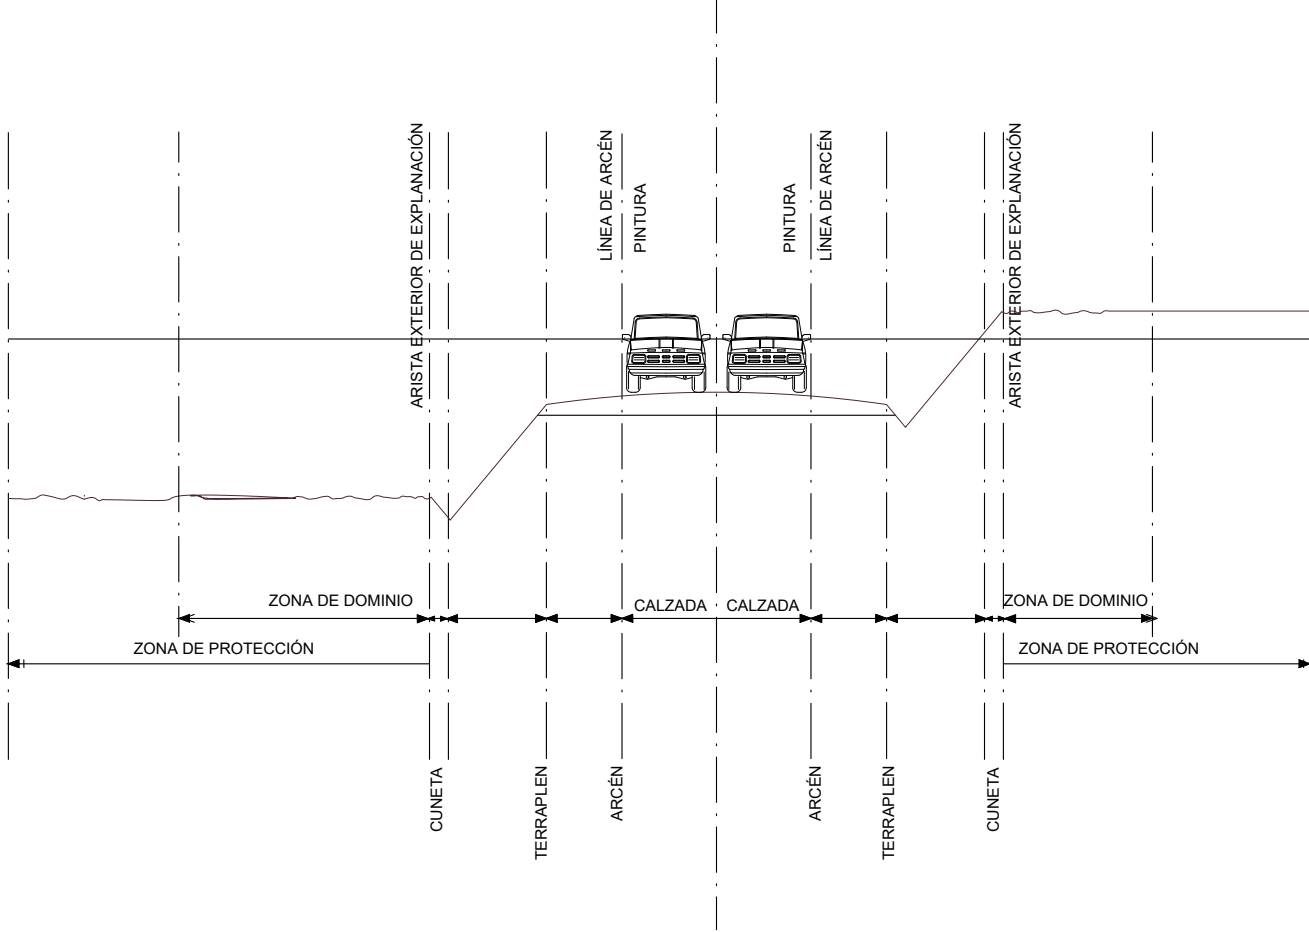 ARISTA EXTERIOR DE EXPLANACIÓN
LÍNEA DE ARCÉN
PINTURA
PINTURA
LÍNEA DE ARCÉN
ARISTA EXTERIOR DE EXPLANACIÓN
ZONA DE DOMINIO
CALZADA
CALZADA
ZONA DE DOMINIO
ZONA DE PROTECCIÓN
ZONA DE PROTECCIÓN
CUNETA
TERRAPLEN
ARCÉN
ARCÉN
TERRAPLEN
CUNETA